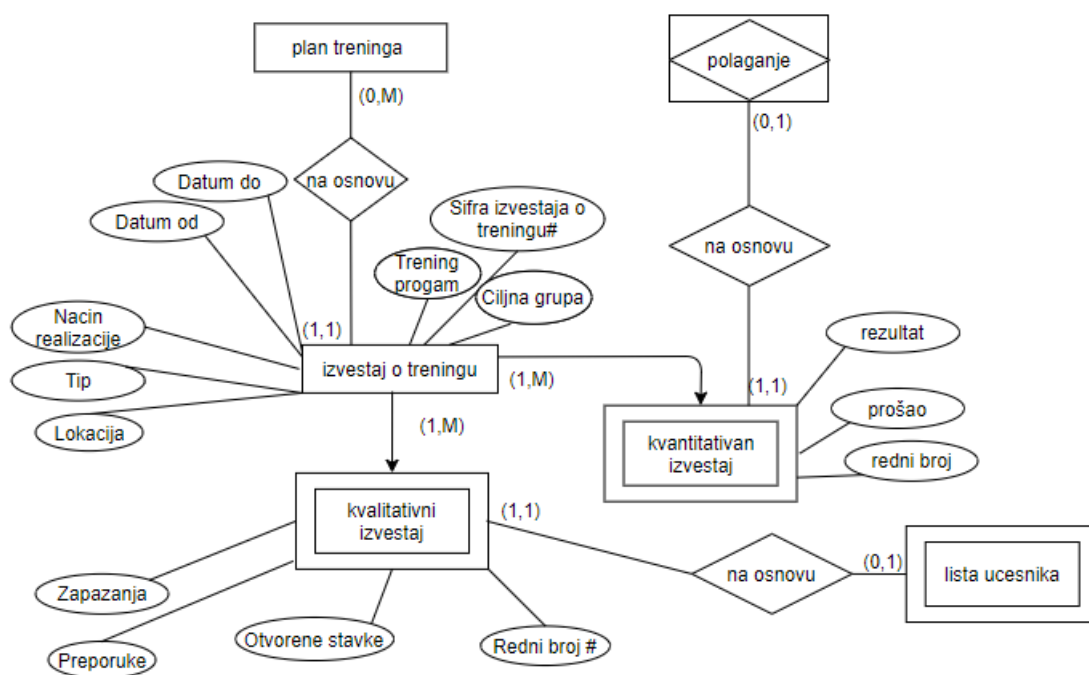 plan treninga
polaganje
(0,M)
(0,1)
na osnovu
Datum do
Datum od
Sifra izvestaja o
treningu#
na osnovu
Trening
progam
Ciljna grupa
Nacin
realizacije
(1,1)
rezultat
izvestaj o treningu
(1,M)
Tip
(1,1)
prošao
Lokacija
(1,M)
kvantitativan
izvestaj
redni broj
kvalitativni
izvestaj
(1,1)
na osnovu
(0,1)
lista ucesnika
Zapazanja
Otvorene stavke
Redni broj #
Preporuke